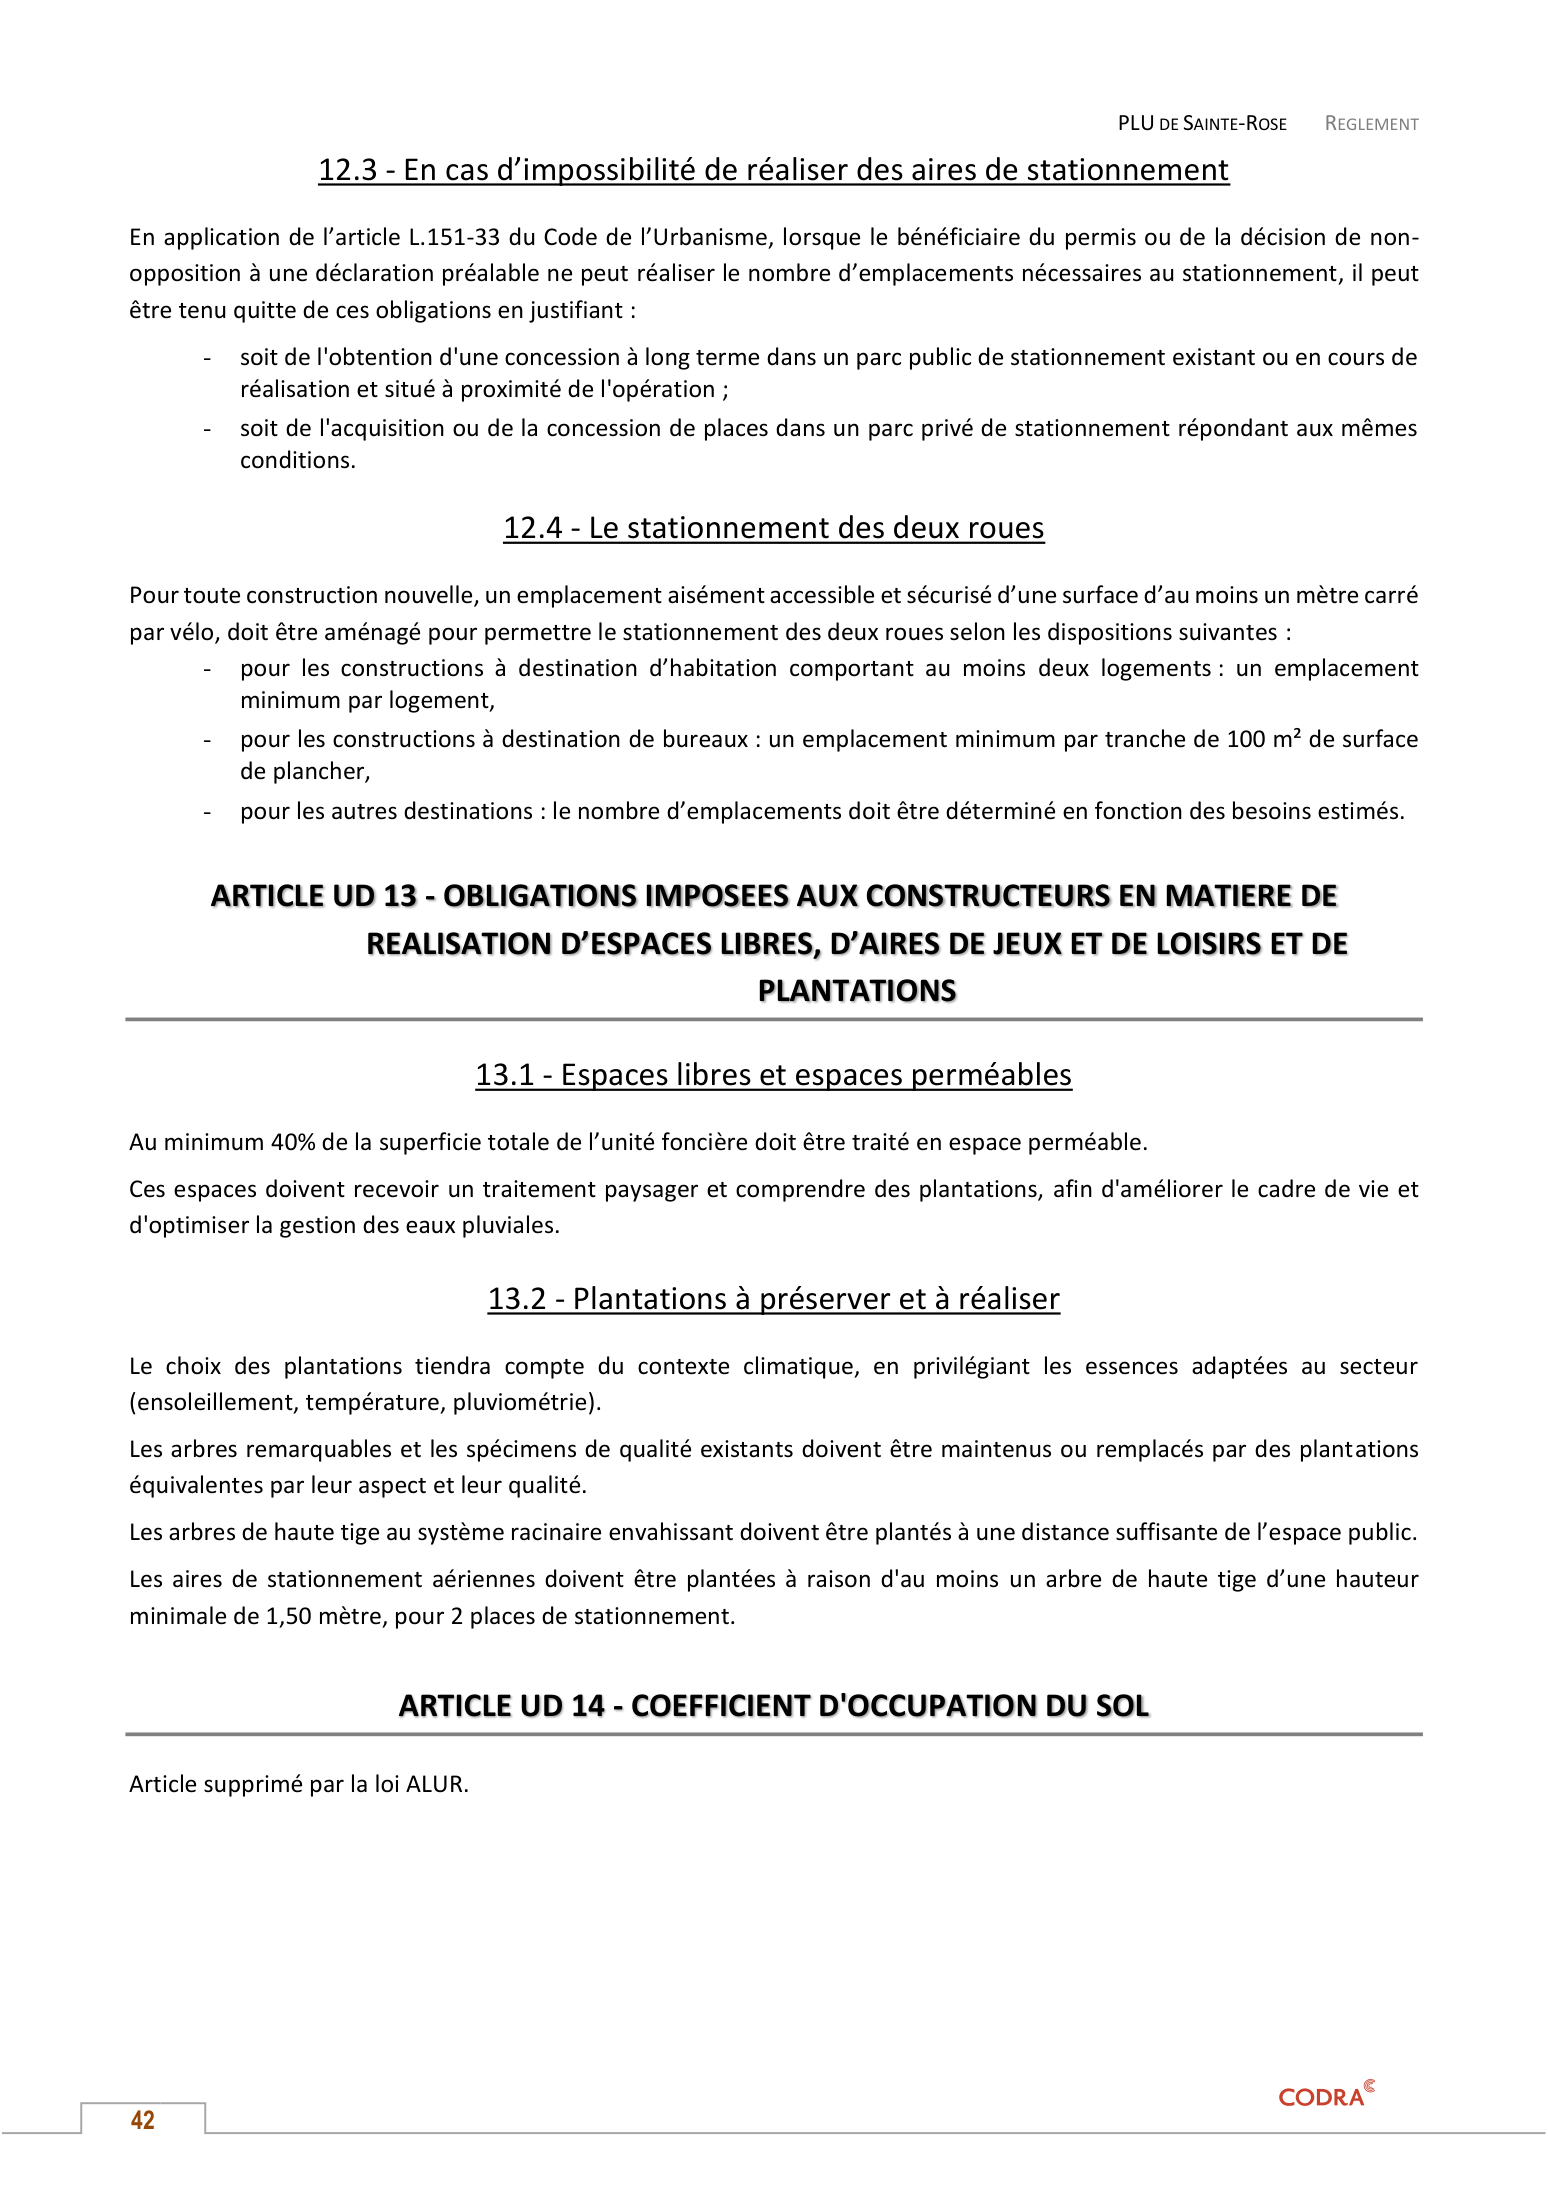 PLU DE SAINTE-ROSE REGLEMENT
12.3 - En cas d’impossibilité de réaliser des aires de stationnement
En application de l’article L.151-33 du Code de l’Urbanisme, lorsque le bénéficiaire du permis ou de la décision de non-
opposition à une déclaration préalable ne peut réaliser le nombre d’emplacements nécessaires au stationnement, il peut
être tenu quitte de ces obligations en justifiant :
- soit de l'obtention d'une concession à long terme dans un parc public de stationnement existant ou en cours de
réalisation et situé à proximité de l'opération ;
- soit de l'acquisition ou de la concession de places dans un parc privé de stationnement répondant aux mêmes
conditions.
12.4 - Le stationnement des deux roues
Pour toute construction nouvelle, un emplacement aisément accessible et sécurisé d’une surface d’au moins un mètre carré
par vélo, doit être aménagé pour permettre le stationnement des deux roues selon les dispositions suivantes :
- pour les constructions à destination d’habitation comportant au moins deux logements : un emplacement
minimum par logement,
- pour les constructions à destination de bureaux : un emplacement minimum par tranche de 100 m² de surface
de plancher,
- pour les autres destinations : le nombre d’emplacements doit être déterminé en fonction des besoins estimés.
ARTICLE UD 13 - OBLIGATIONS IMPOSEES AUX CONSTRUCTEURS EN MATIERE DE
REALISATION D’ESPACES LIBRES, D’AIRES DE JEUX ET DE LOISIRS ET DE
PLANTATIONS
13.1 - Espaces libres et espaces perméables
Au minimum 40% de la superficie totale de l’unité foncière doit être traité en espace perméable.
Ces espaces doivent recevoir un traitement paysager et comprendre des plantations, afin d'améliorer le cadre de vie et
d'optimiser la gestion des eaux pluviales.
13.2 - Plantations à préserver et à réaliser
Le choix des plantations tiendra compte du contexte climatique, en privilégiant les essences adaptées au secteur
(ensoleillement, température, pluviométrie).
Les arbres remarquables et les spécimens de qualité existants doivent être maintenus ou remplacés par des plantations
équivalentes par leur aspect et leur qualité.
Les arbres de haute tige au système racinaire envahissant doivent être plantés à une distance suffisante de l’espace public.
Les aires de stationnement aériennes doivent être plantées à raison d'au moins un arbre de haute tige d’une hauteur
minimale de 1,50 mètre, pour 2 places de stationnement.
ARTICLE UD 14 - COEFFICIENT D'OCCUPATION DU SOL
Article supprimé par la loi ALUR.
CODRA
42